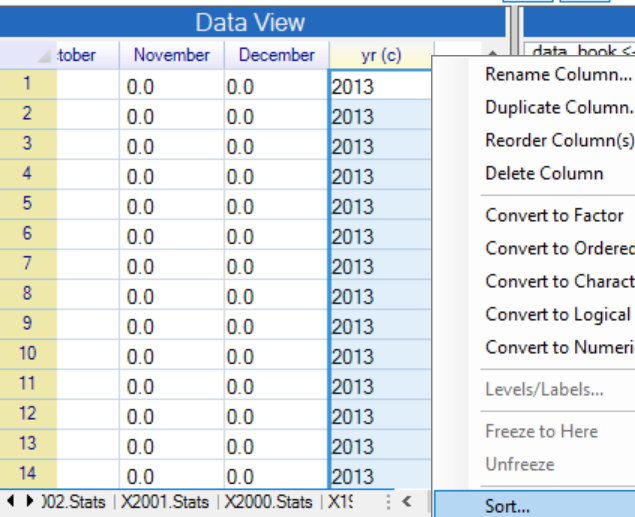 Data View
tober November December yr (c)
1 0.0 0.0 2013
2 0.0 0.0 2013
3 0.0 0.0 2013
4 0.0 0.0 2013
5 0.0 0.0 2013
6 0.0 0.0 2013
7 0.0 0.0 2013
8 0.0 0.0 2013
9 0.0 0.0 2013
10 0.0 0.0 2013
11 0.0 0.0 2013
12 0.0 0.0 2013
13 0.0 0.0 2013
14 0.0 0.0 2013
02.Stats X2001.Stats X2000.Stats X19
data_book <-
Rename Column...
Duplicate Column.
Reorder Column(s)
Delete Column
Convert to Factor
Convert to Ordered
Convert to Charact
Convert to Logical
Convert to Numeri
Levels/Labels...
Freeze to Here
Unfreeze
Sort...